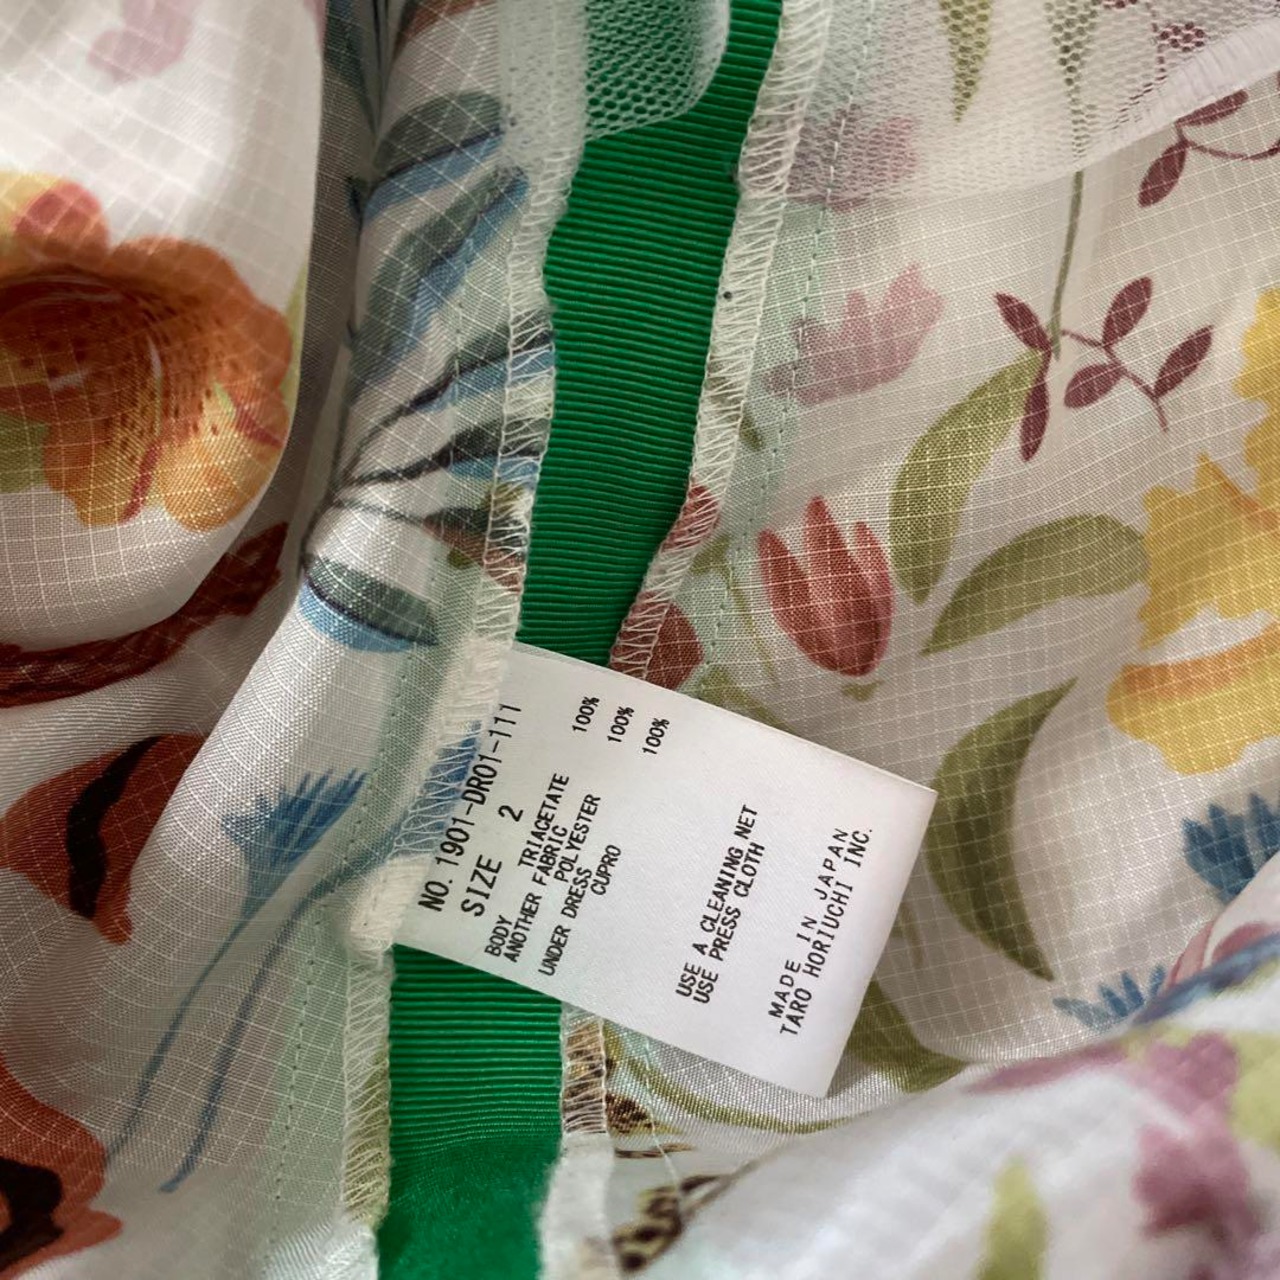 NO. 1901-DR01-111
SIZE 2
BODY
TRIACETATE 100%
ANOTHER FABRIC
POLYESTER 100%
UNDER DRESS
CUPRO 100%
USE A CLEANING NET
USE PRESS CLOTH
MADE IN JAPAN
TARO HORIUCHI INC.